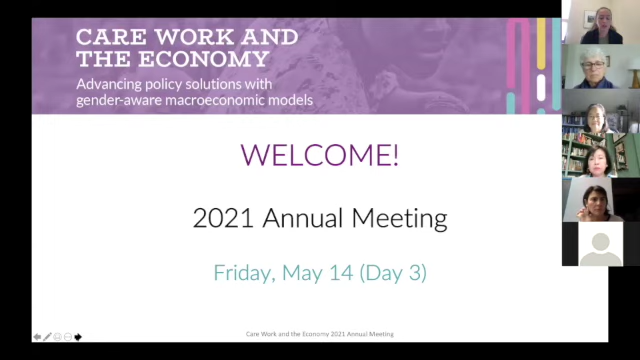 CARE WORK AND
THE ECONOMY
Advancing policy solutions with
gender-aware macroeconomic models
WELCOME!
2021 Annual Meeting
Friday, May 14 (Day 3)
Care Work and the Economy 2021 Annual Meeting